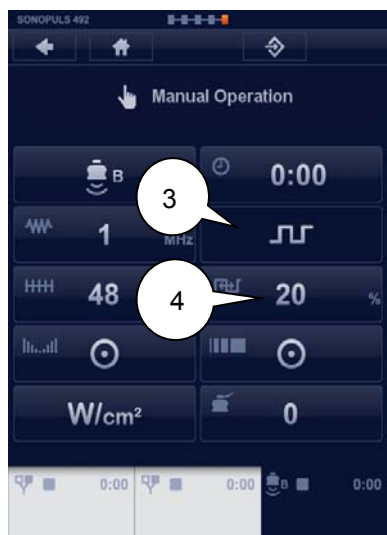 SONOPULS 492
Manual Operation
B
0:00
3
1
MHz
48
4
20
%
W/cm²
0
0:00
0:00
B
0:00